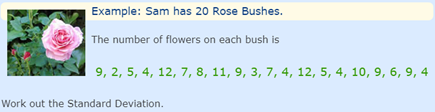 Example: Sam has 20 Rose Bushes.
The number of flowers on each bush is
9, 2, 5, 4, 12, 7, 8, 11, 9, 3, 7, 4, 12, 5, 4, 10, 9, 6, 9, 4
Work out the Standard Deviation.